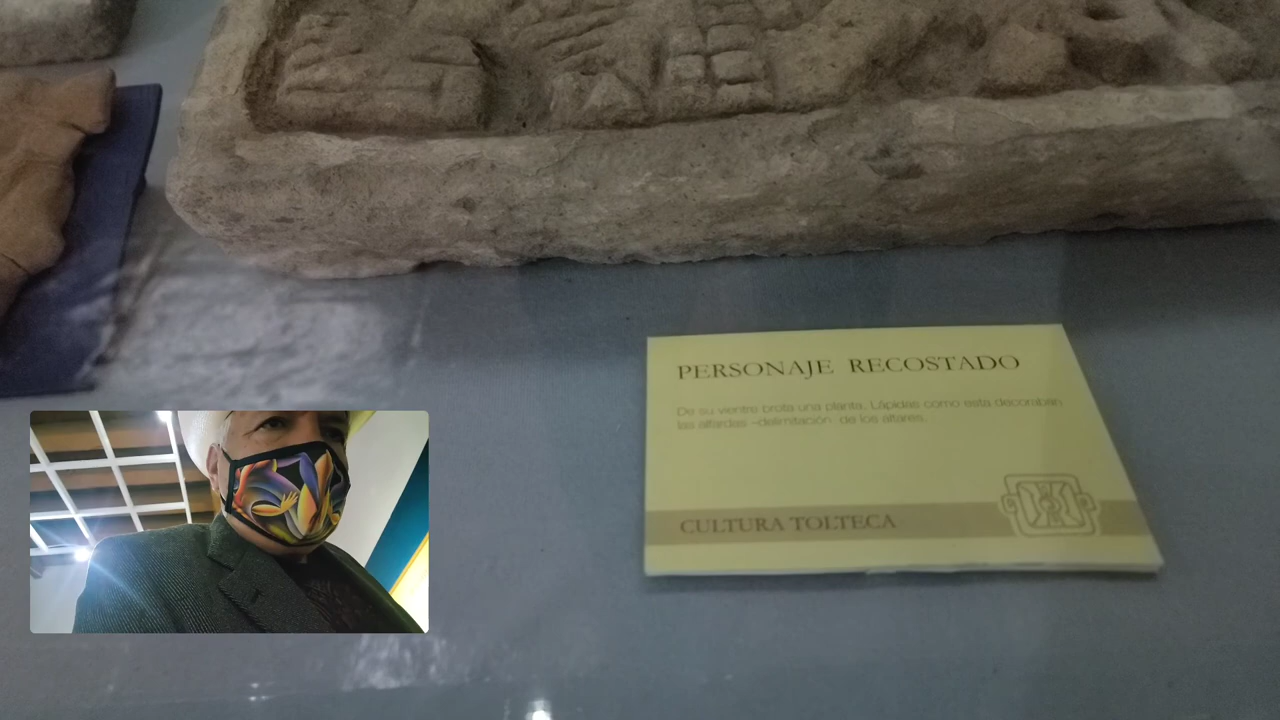 PERSONAJE RECOSTADO
De su vientre brota una planta. Lápidas como esta decoraban
las alfardas -delimitación- de los altares.
CULTURA TOLTECA